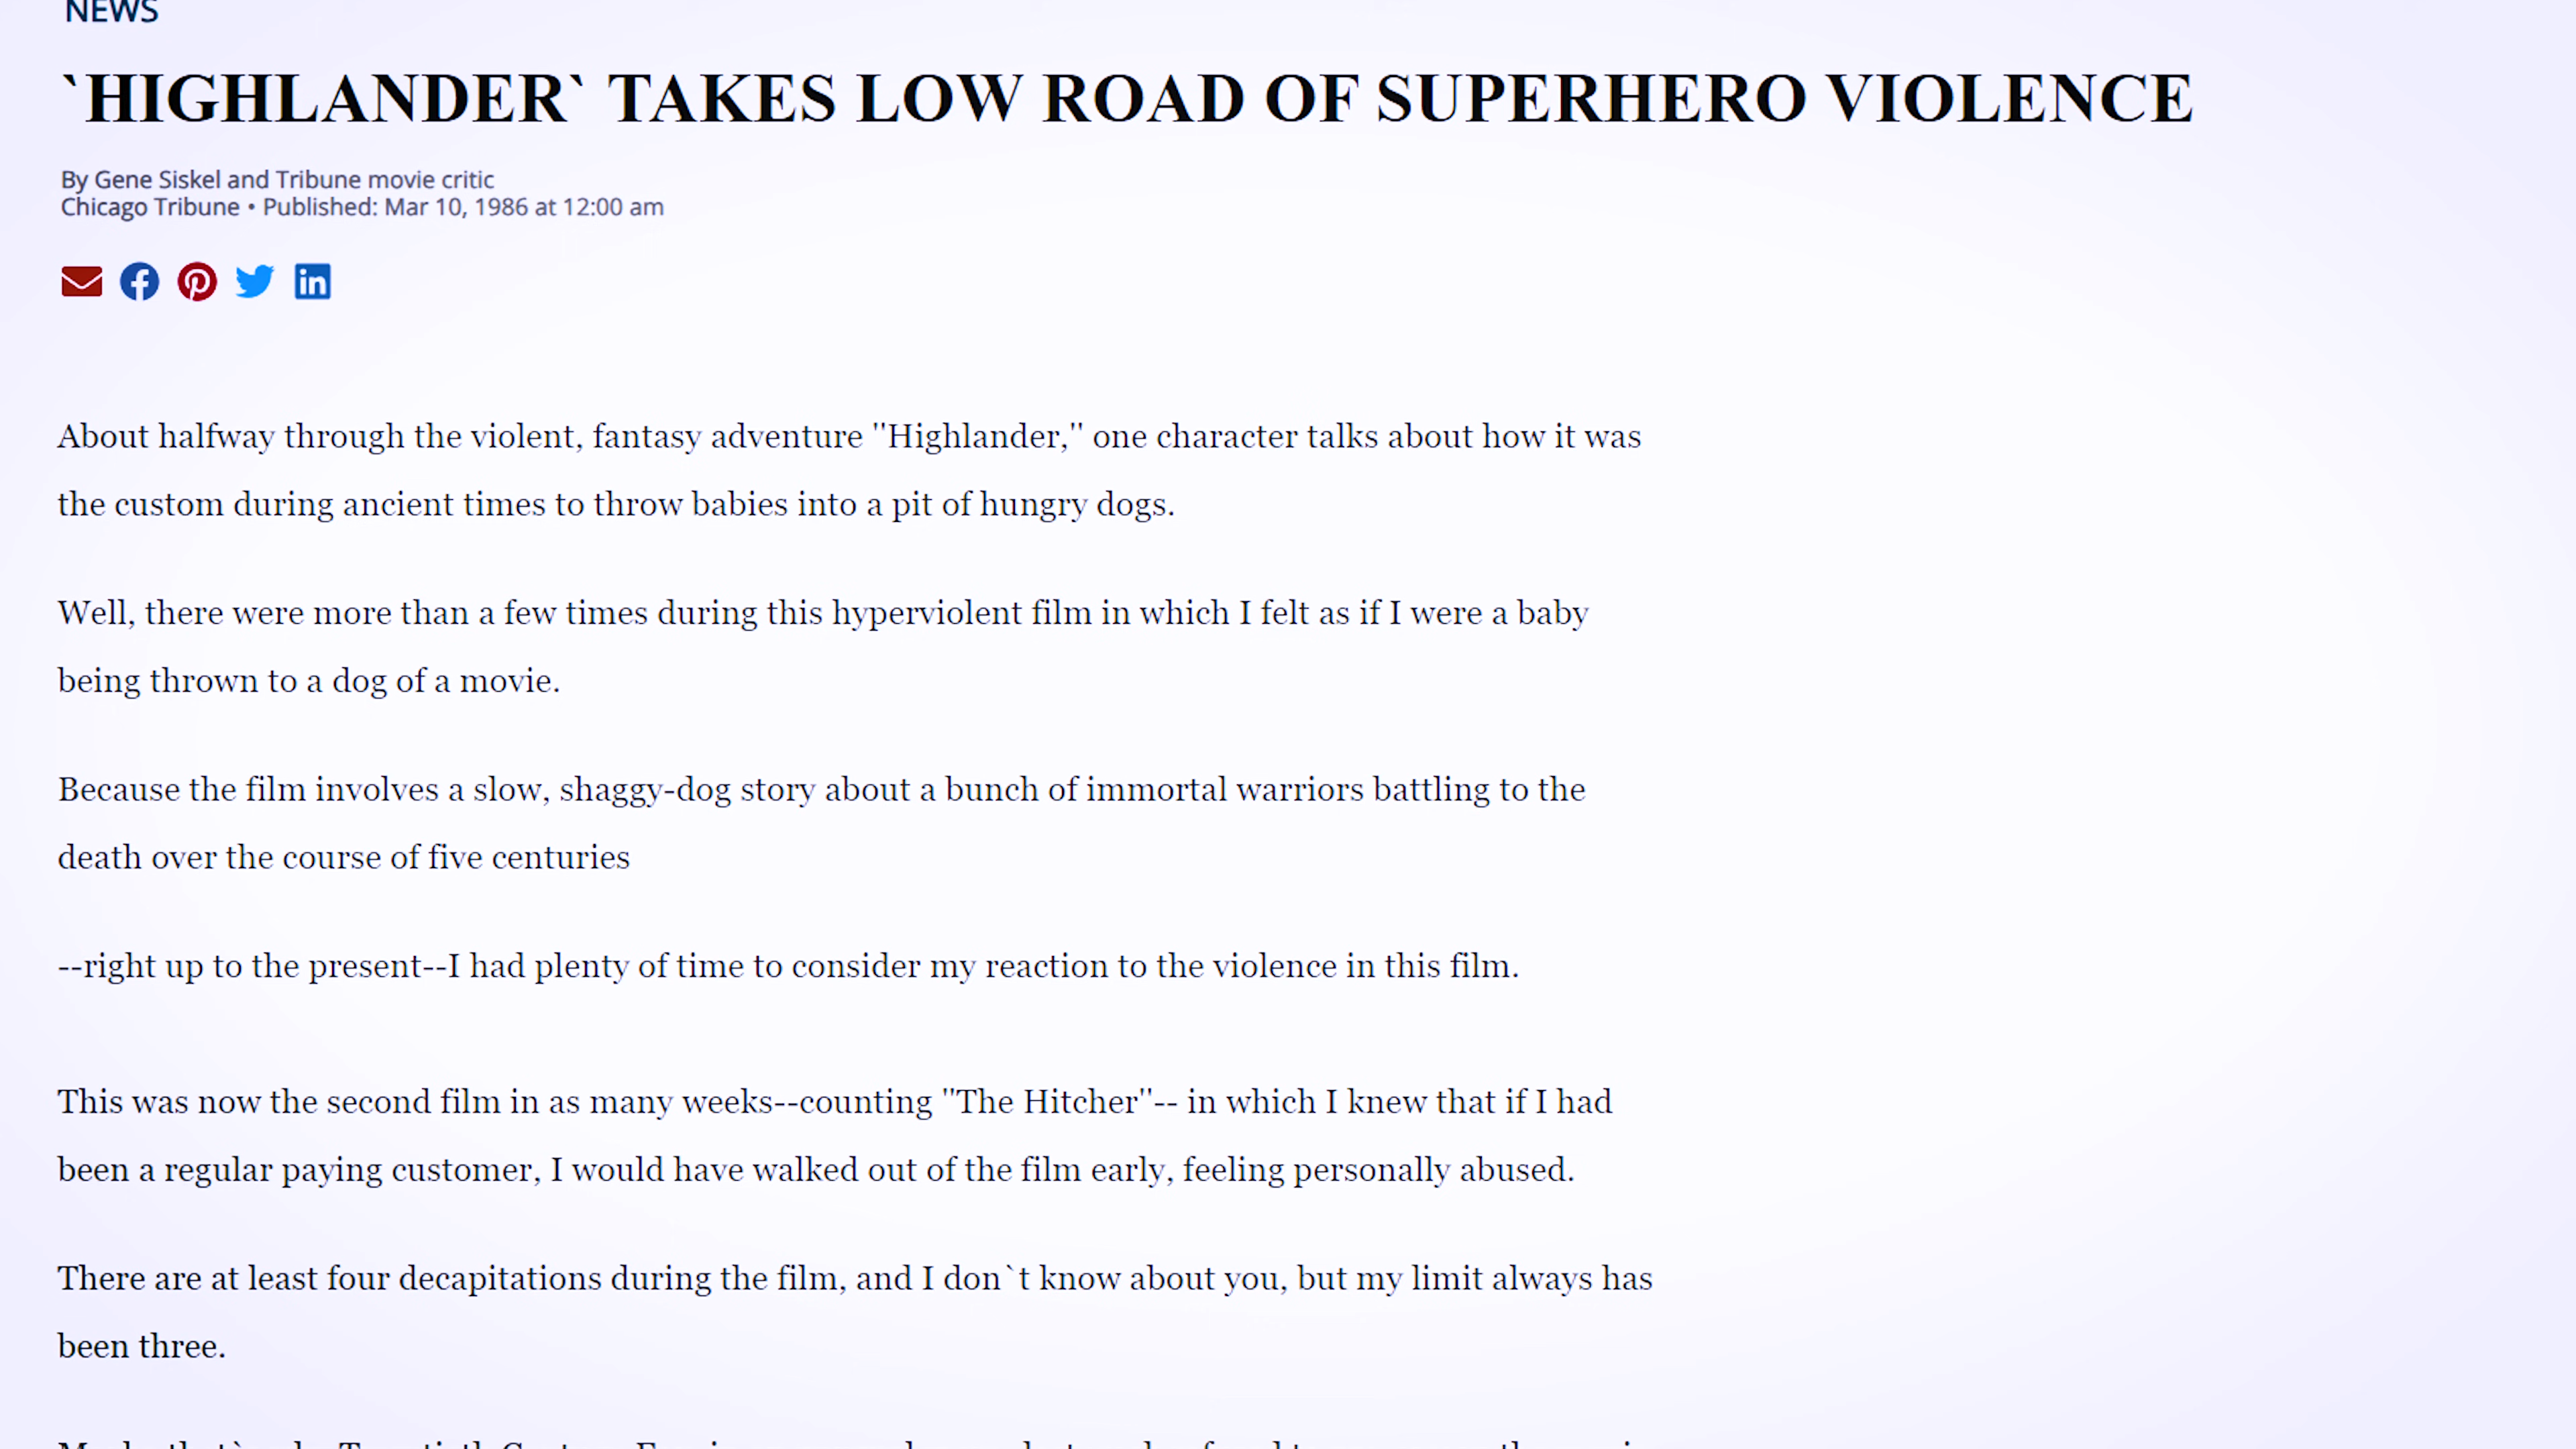 NEWS
`HIGHLANDER` TAKES LOW ROAD OF SUPERHERO VIOLENCE
By Gene Siskel and Tribune movie critic
Chicago Tribune • Published: Mar 10, 1986 at 12:00 am
About halfway through the violent, fantasy adventure "Highlander," one character talks about how it was
the custom during ancient times to throw babies into a pit of hungry dogs.
Well, there were more than a few times during this hyperviolent film in which I felt as if I were a baby
being thrown to a dog of a movie.
Because the film involves a slow, shaggy-dog story about a bunch of immortal warriors battling to the
death over the course of five centuries
--right up to the present--I had plenty of time to consider my reaction to the violence in this film.
This was now the second film in as many weeks--counting "The Hitcher"-- in which I knew that if I had
been a regular paying customer, I would have walked out of the film early, feeling personally abused.
There are at least four decapitations during the film, and I don`t know about you, but my limit always has
been three.